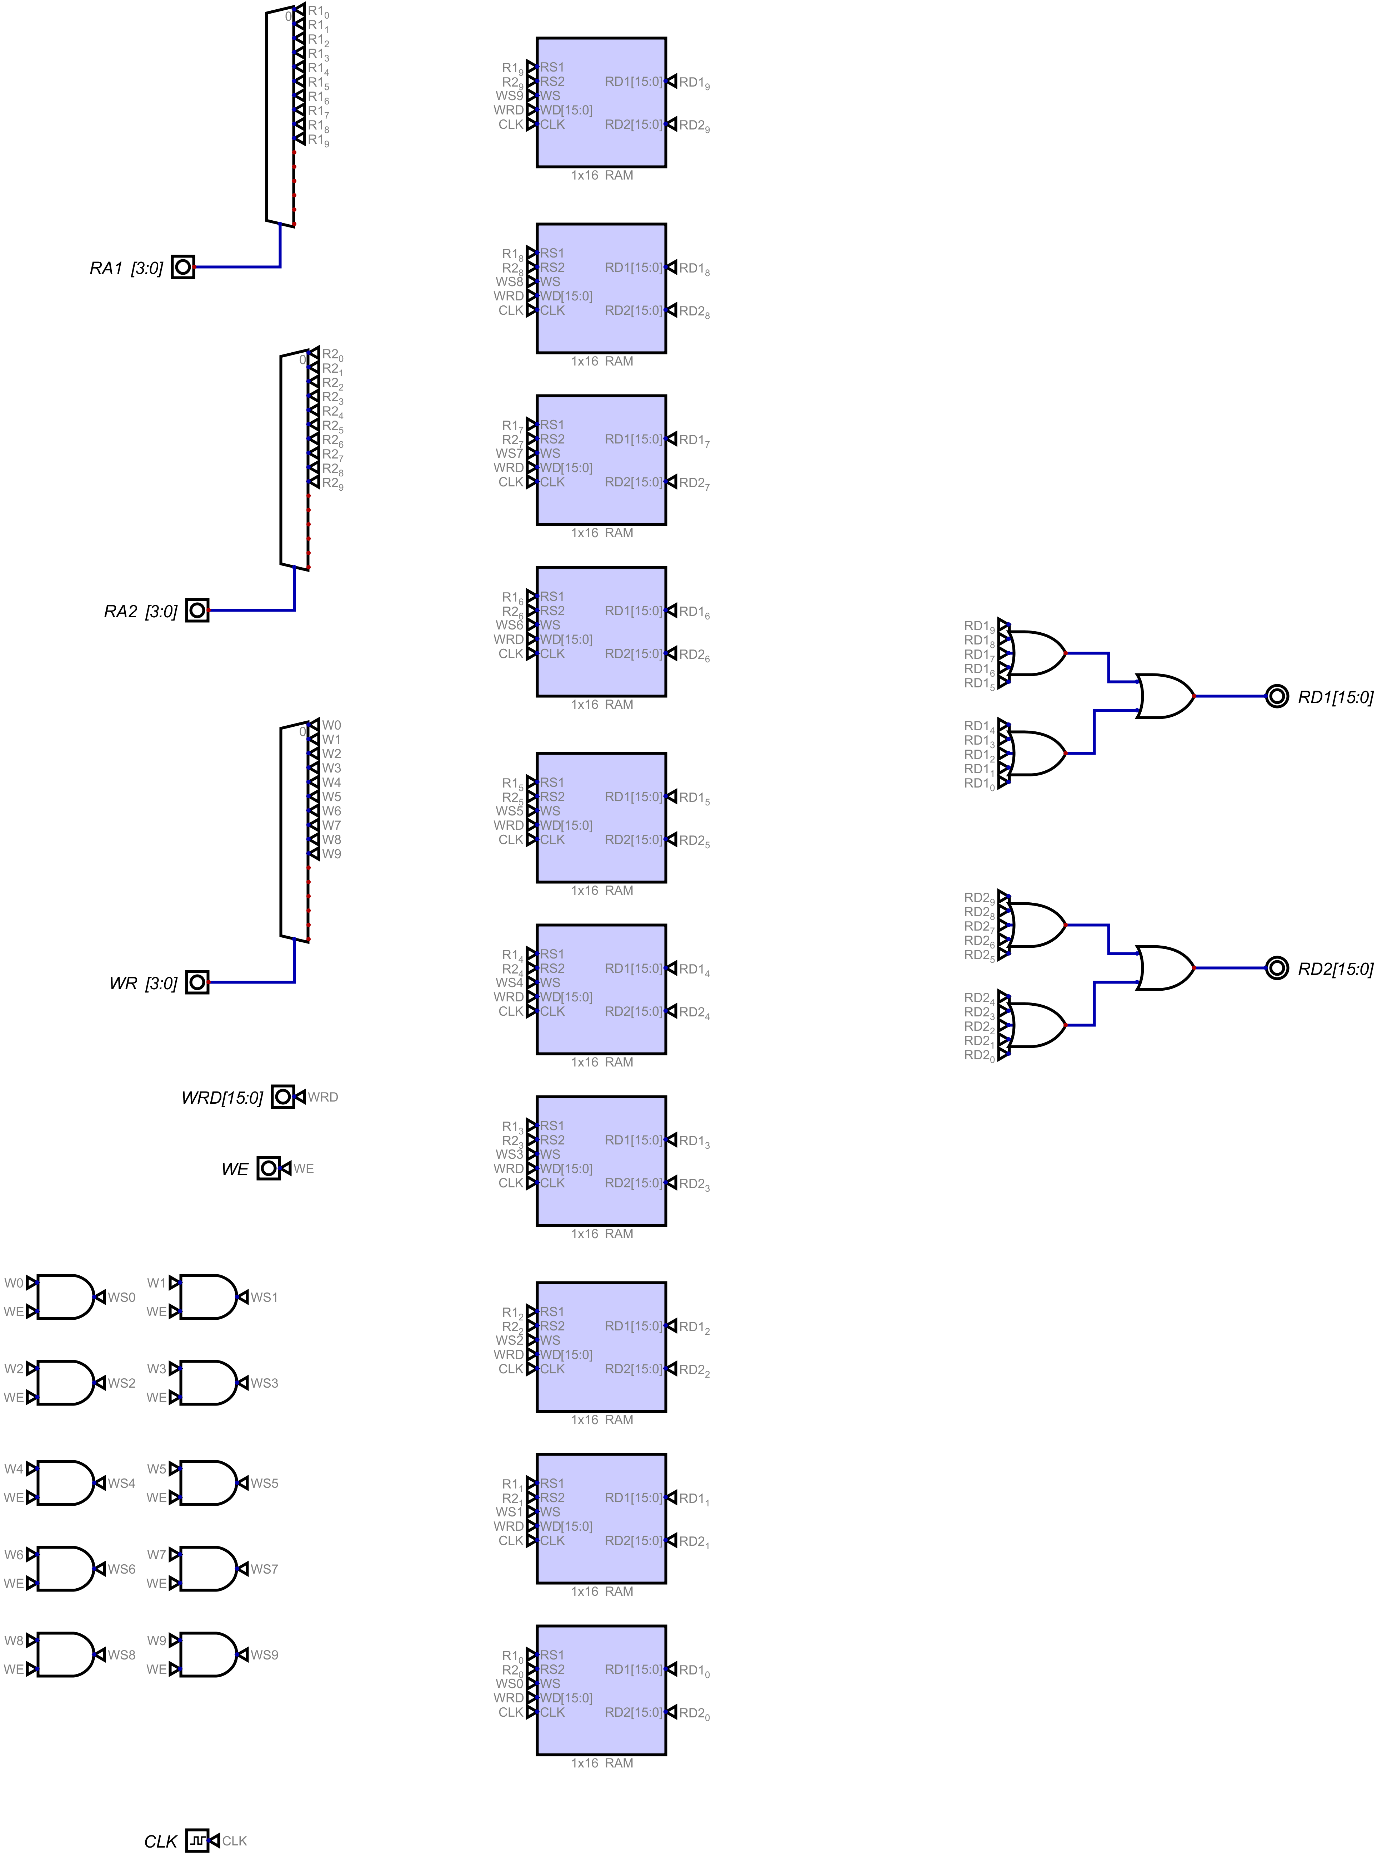 0
R1₀
R1₁
R1₂
R1₃
R1₄
R1₅
R1₆
R1₇
R1₈
R1₉
RA1 [3:0]
0
R2₀
R2₁
R2₂
R2₃
R2₄
R2₅
R2₆
R2₇
R2₈
R2₉
RA2 [3:0]
0
W0
W1
W2
W3
W4
W5
W6
W7
W8
W9
WR [3:0]
WRD[15:0] WRD
WE WE
W0 WE WS0
W1 WE WS1
W2 WE WS2
W3 WE WS3
W4 WE WS4
W5 WE WS5
W6 WE WS6
W7 WE WS7
W8 WE WS8
W9 WE WS9
CLK CLK
R1₉ RS1
R2₉ RS2 RD1[15:0] RD1₉
WS9 WS
WRD WD[15:0]
CLK CLK RD2[15:0] RD2₉
1x16 RAM
R1₈ RS1
R2₈ RS2 RD1[15:0] RD1₈
WS8 WS
WRD WD[15:0]
CLK CLK RD2[15:0] RD2₈
1x16 RAM
R1₇ RS1
R2₇ RS2 RD1[15:0] RD1₇
WS7 WS
WRD WD[15:0]
CLK CLK RD2[15:0] RD2₇
1x16 RAM
R1₆ RS1
R2₆ RS2 RD1[15:0] RD1₆
WS6 WS
WRD WD[15:0]
CLK CLK RD2[15:0] RD2₆
1x16 RAM
R1₅ RS1
R2₅ RS2 RD1[15:0] RD1₅
WS5 WS
WRD WD[15:0]
CLK CLK RD2[15:0] RD2₅
1x16 RAM
R1₄ RS1
R2₄ RS2 RD1[15:0] RD1₄
WS4 WS
WRD WD[15:0]
CLK CLK RD2[15:0] RD2₄
1x16 RAM
R1₃ RS1
R2₃ RS2 RD1[15:0] RD1₃
WS3 WS
WRD WD[15:0]
CLK CLK RD2[15:0] RD2₃
1x16 RAM
R1₂ RS1
R2₂ RS2 RD1[15:0] RD1₂
WS2 WS
WRD WD[15:0]
CLK CLK RD2[15:0] RD2₂
1x16 RAM
R1₁ RS1
R2₁ RS2 RD1[15:0] RD1₁
WS1 WS
WRD WD[15:0]
CLK CLK RD2[15:0] RD2₁
1x16 RAM
R1₀ RS1
R2₀ RS2 RD1[15:0] RD1₀
WS0 WS
WRD WD[15:0]
CLK CLK RD2[15:0] RD2₀
1x16 RAM
RD1₉
RD1₈
RD1₇
RD1₆
RD1₅
RD1₄
RD1₃
RD1₂
RD1₁
RD1₀
RD1[15:0]
RD2₉
RD2₈
RD2₇
RD2₆
RD2₅
RD2₄
RD2₃
RD2₂
RD2₁
RD2₀
RD2[15:0]